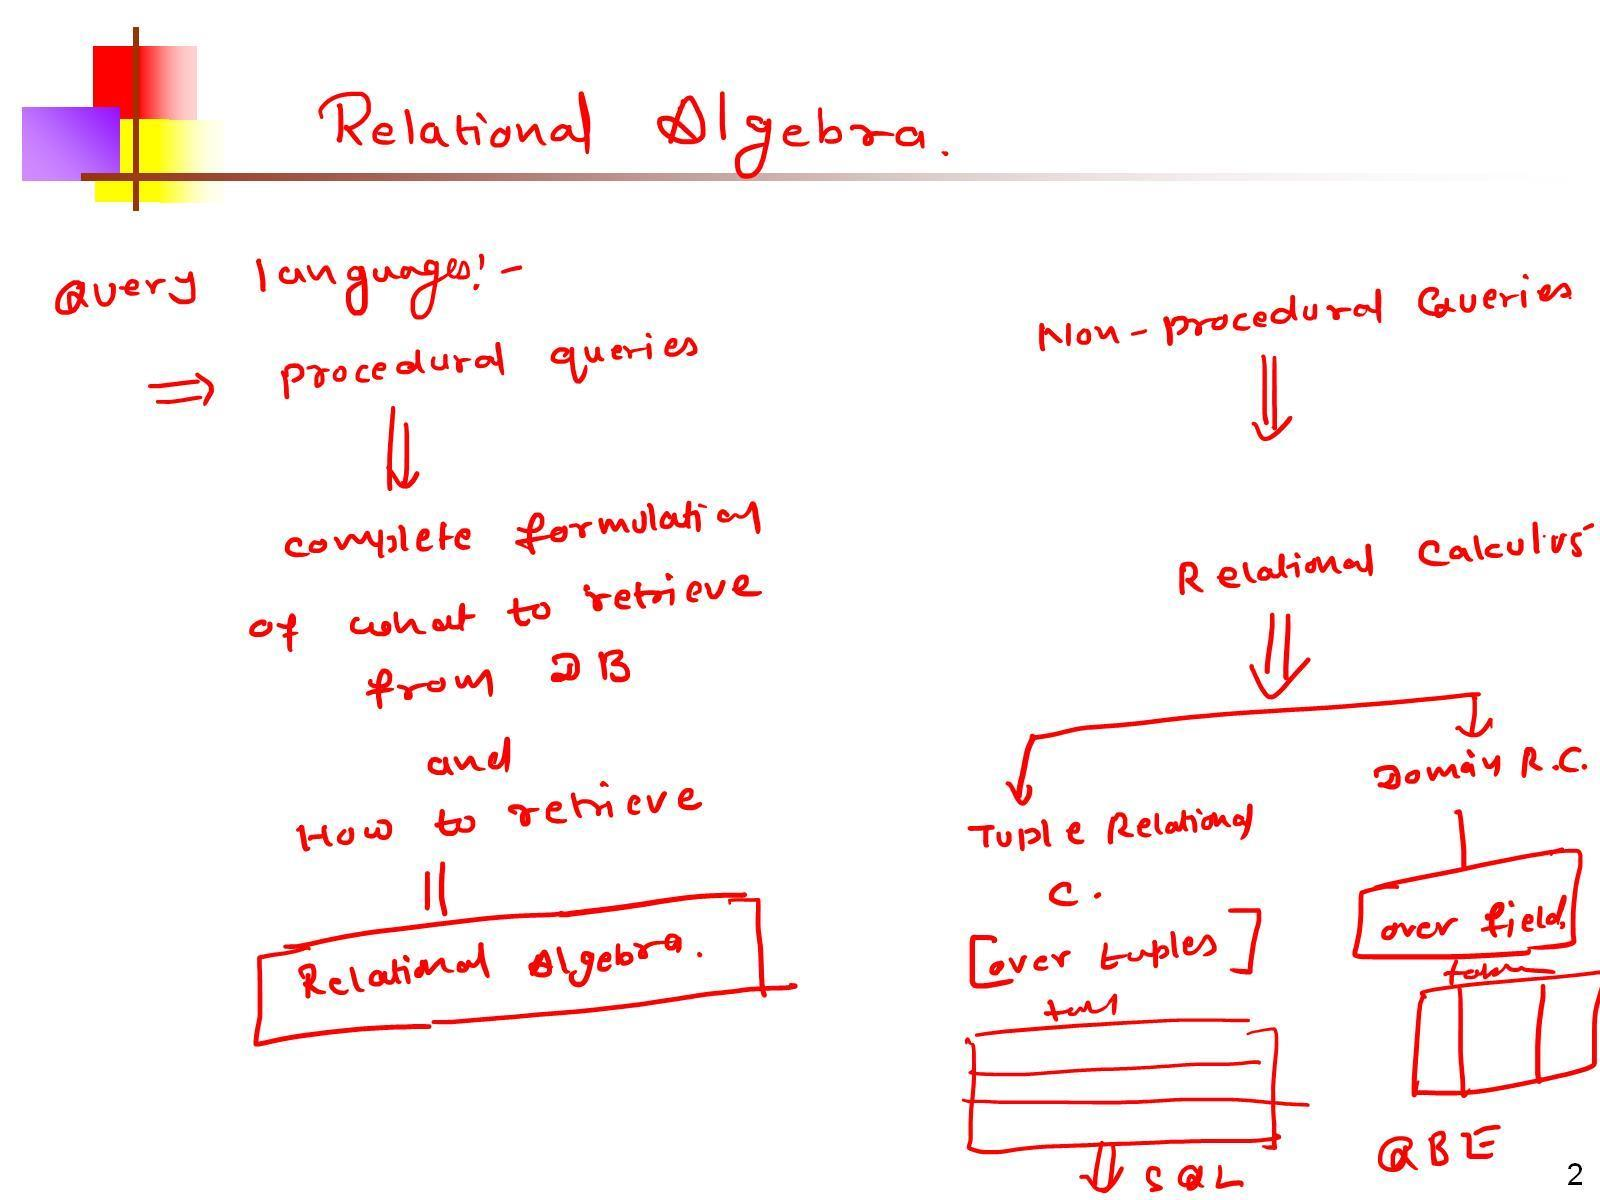 Relational Algebra.
Query languages:-
⇒ procedural queries
complete formulation
of what to retrieve
from DB
and
How to retrieve
Relational Algebra.
Non-procedural Queries
Relational Calculus
Tuple Relational
C.
[over tuples]
Domain R.C.
over field
SQL
QBE
2